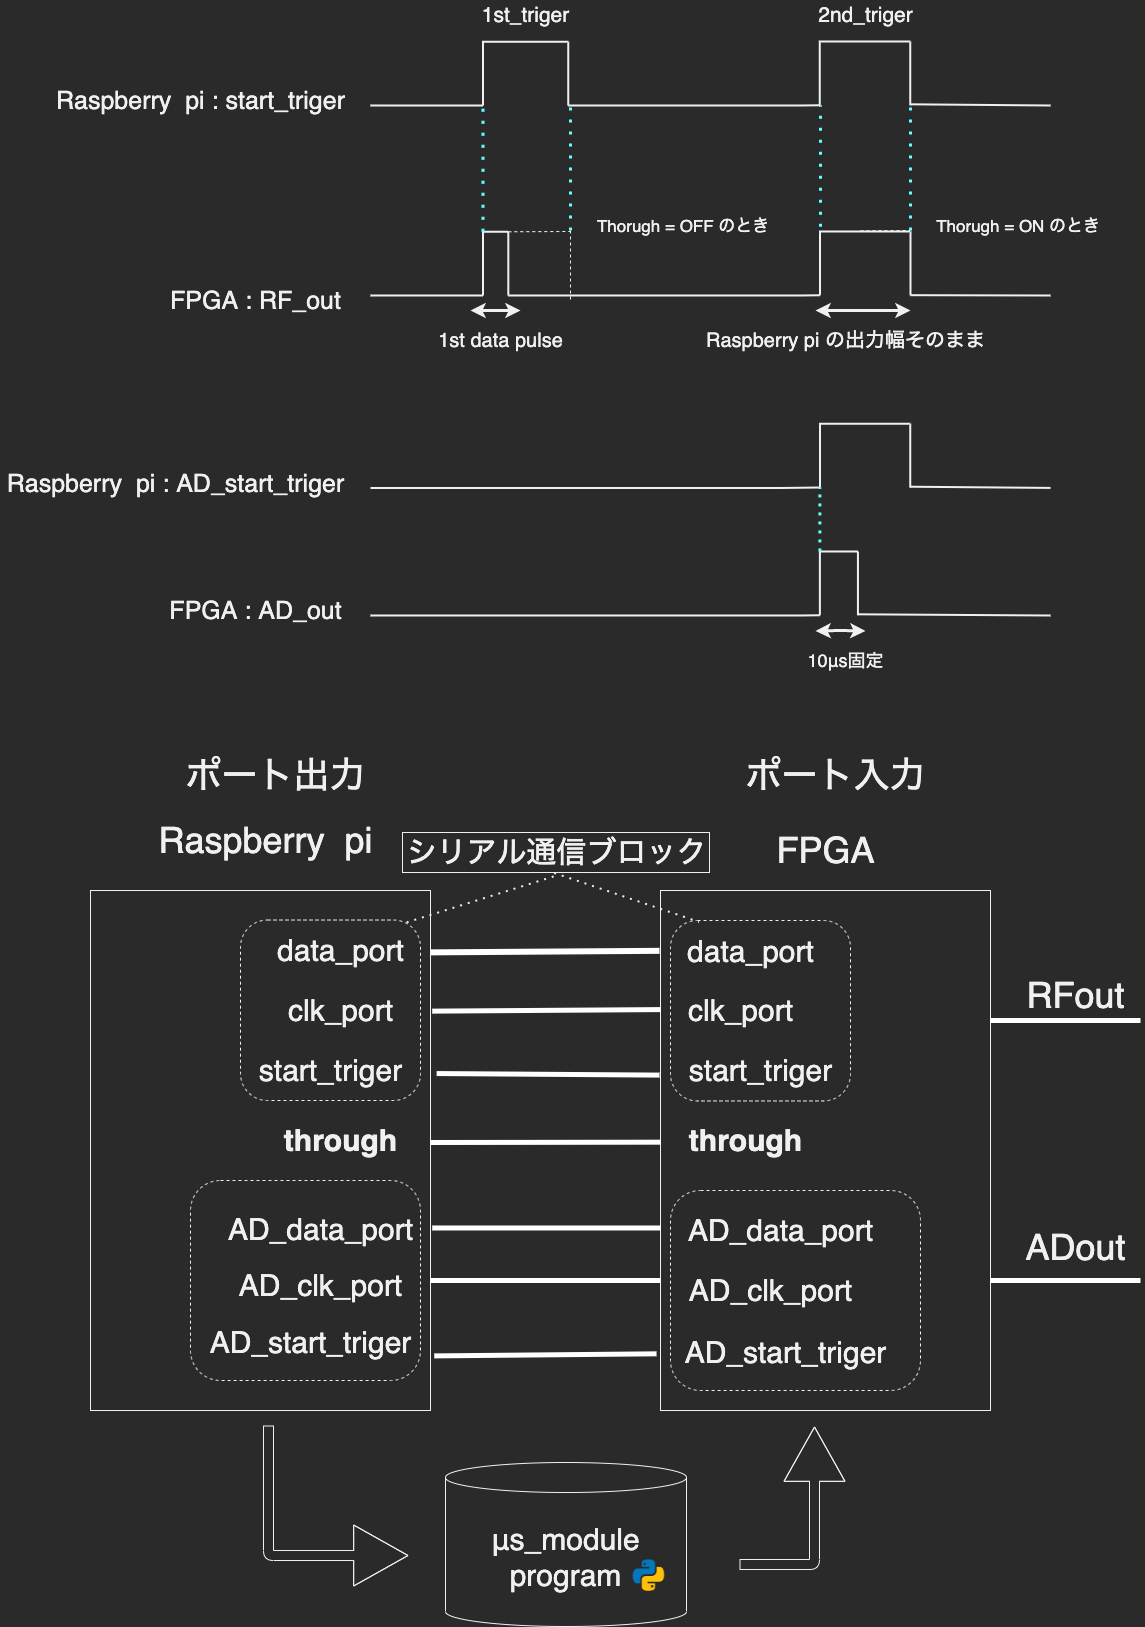 1st_triger
2nd_triger
Raspberry pi : start_triger
Thorugh = OFF のとき
Thorugh = ON のとき
FPGA : RF_out
1st data pulse
Raspberry pi の出力幅そのまま
Raspberry pi : AD_start_triger
FPGA : AD_out
10μs固定
ポート出力
ポート入力
Raspberry pi
シリアル通信ブロック
FPGA
data_port
data_port
RFout
clk_port
clk_port
start_triger
start_triger
through
through
AD_data_port
AD_data_port
ADout
AD_clk_port
AD_clk_port
AD_start_triger
AD_start_triger
μs_module
program